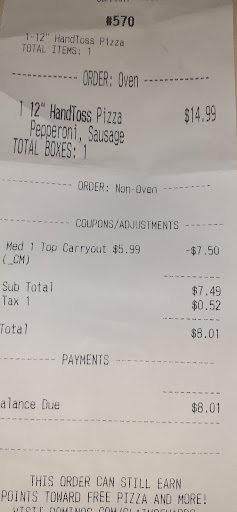 #570
1-12" HandToss Pizza
TOTAL ITEMS: 1
ORDER: Oven
1 12" HandToss Pizza $14.99
Pepperoni, Sausage
TOTAL BOXES: 1
ORDER: Non-Oven
COUPONS/ADJUSTMENTS
Med 1 Top Carryout $5.99 -$7.50
(_CM)
Sub Total $7.49
Tax 1 $0.52
Total $8.01
PAYMENTS
alance Due $8.01
THIS ORDER CAN STILL EARN
POINTS TOWARD FREE PIZZA AND MORE!